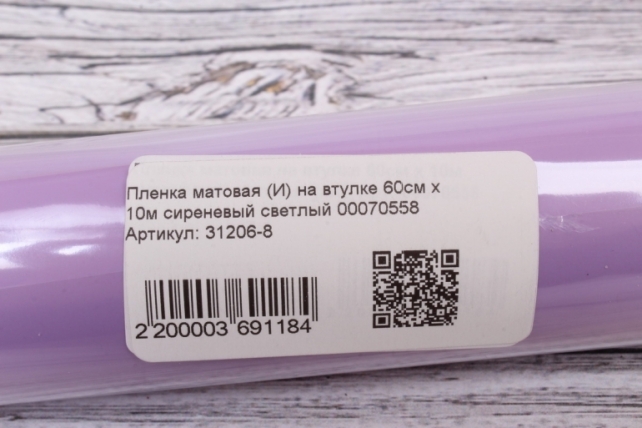 Пленка матовая (И) на втулке 60см х
10м сиреневый светлый 00070558
Артикул: 31206-8
2 200003 691184